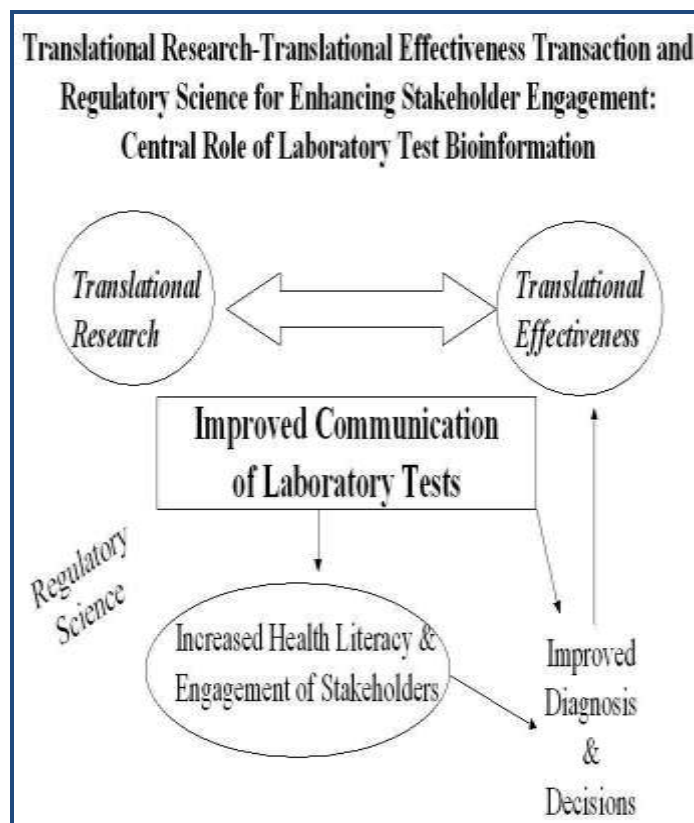 Translational Research-Translational Effectiveness Transaction and
Regulatory Science for Enhancing Stakeholder Engagement:
Central Role of Laboratory Test Bioinformation
Translational
Research
Translational
Effectiveness
Improved Communication
of Laboratory Tests
Regulatory
Science
Increased Health Literacy &
Engagement of Stakeholders
Improved
Diagnosis
&
Decisions